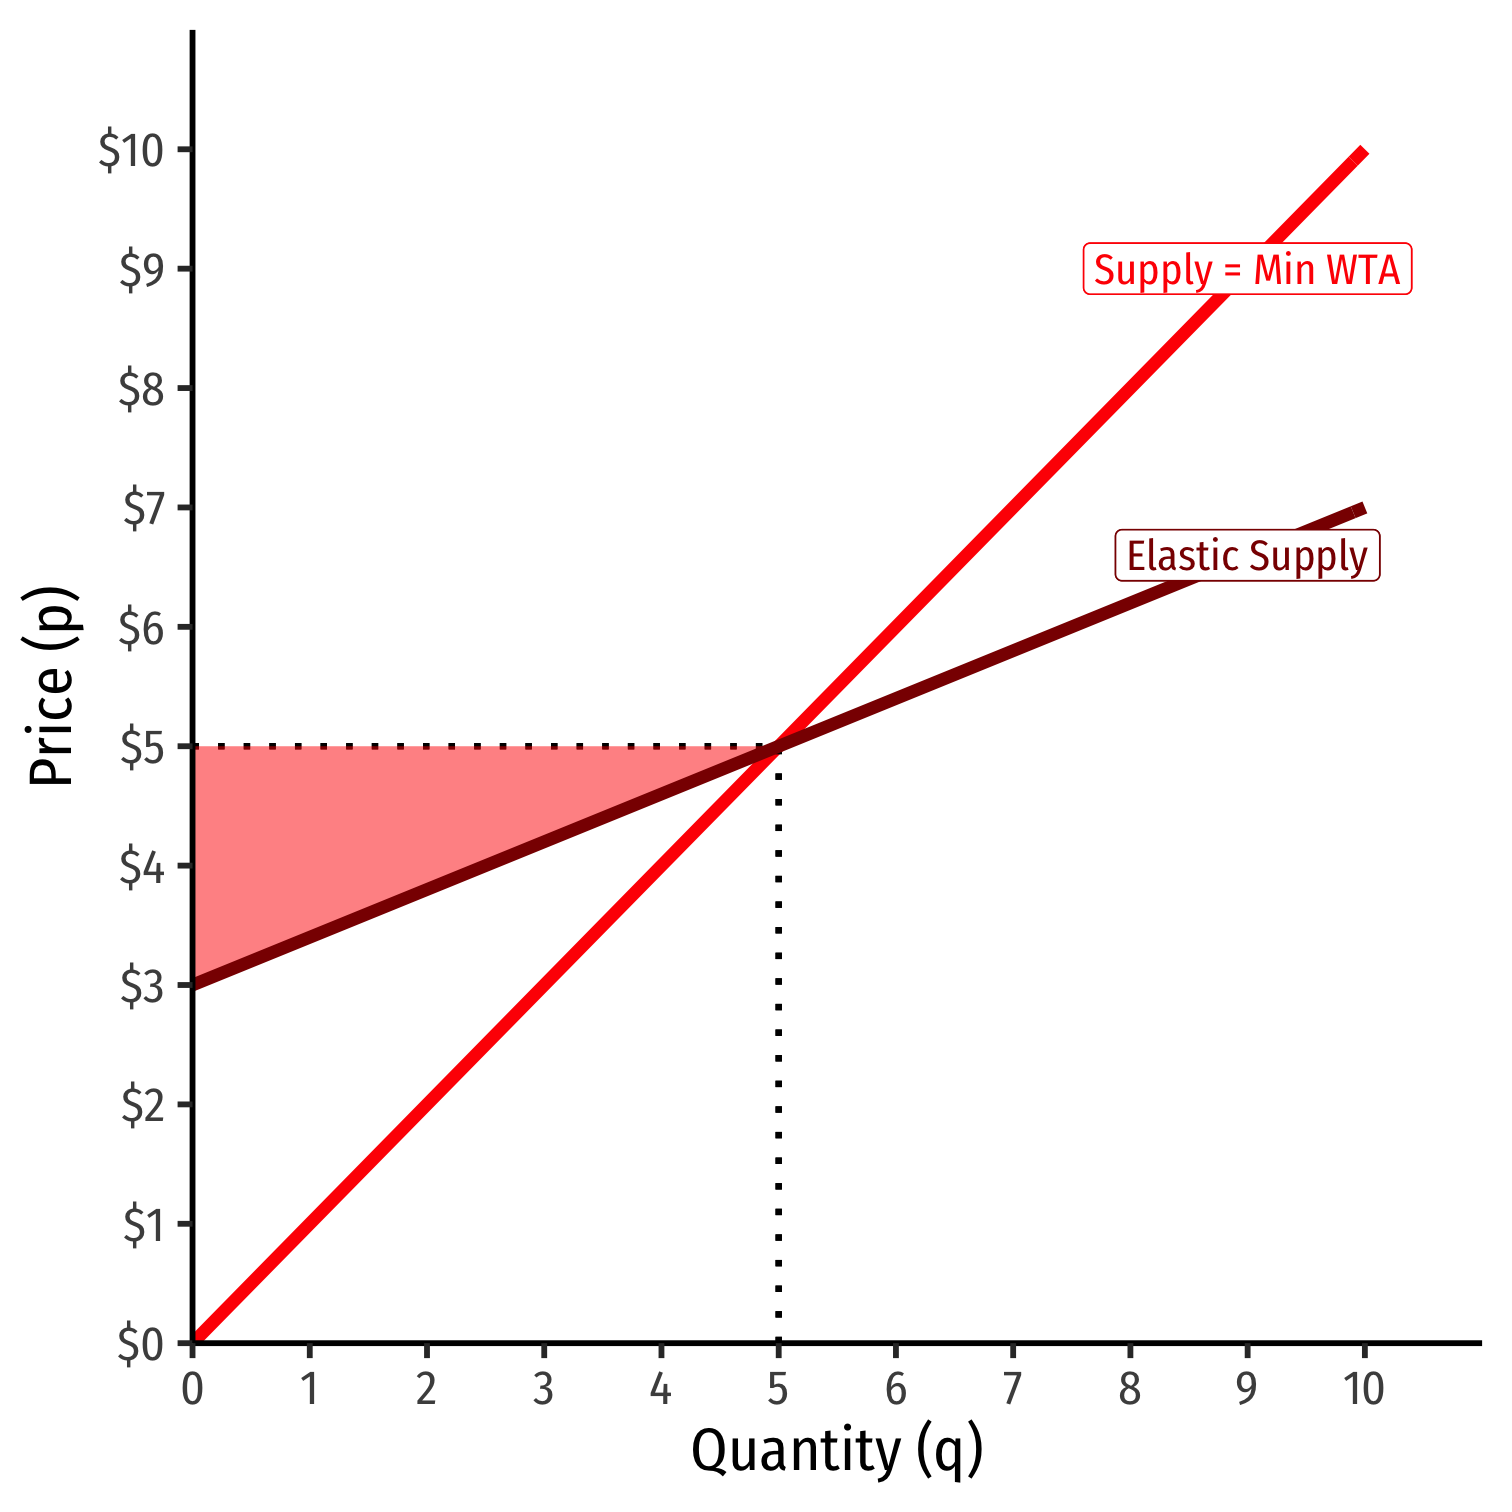 $10
$9
$8
$7
$6
$5
$4
$3
$2
$1
$0
Price (p)
Supply = Min WTA
Elastic Supply
0 1 2 3 4 5 6 7 8 9 10
Quantity (q)